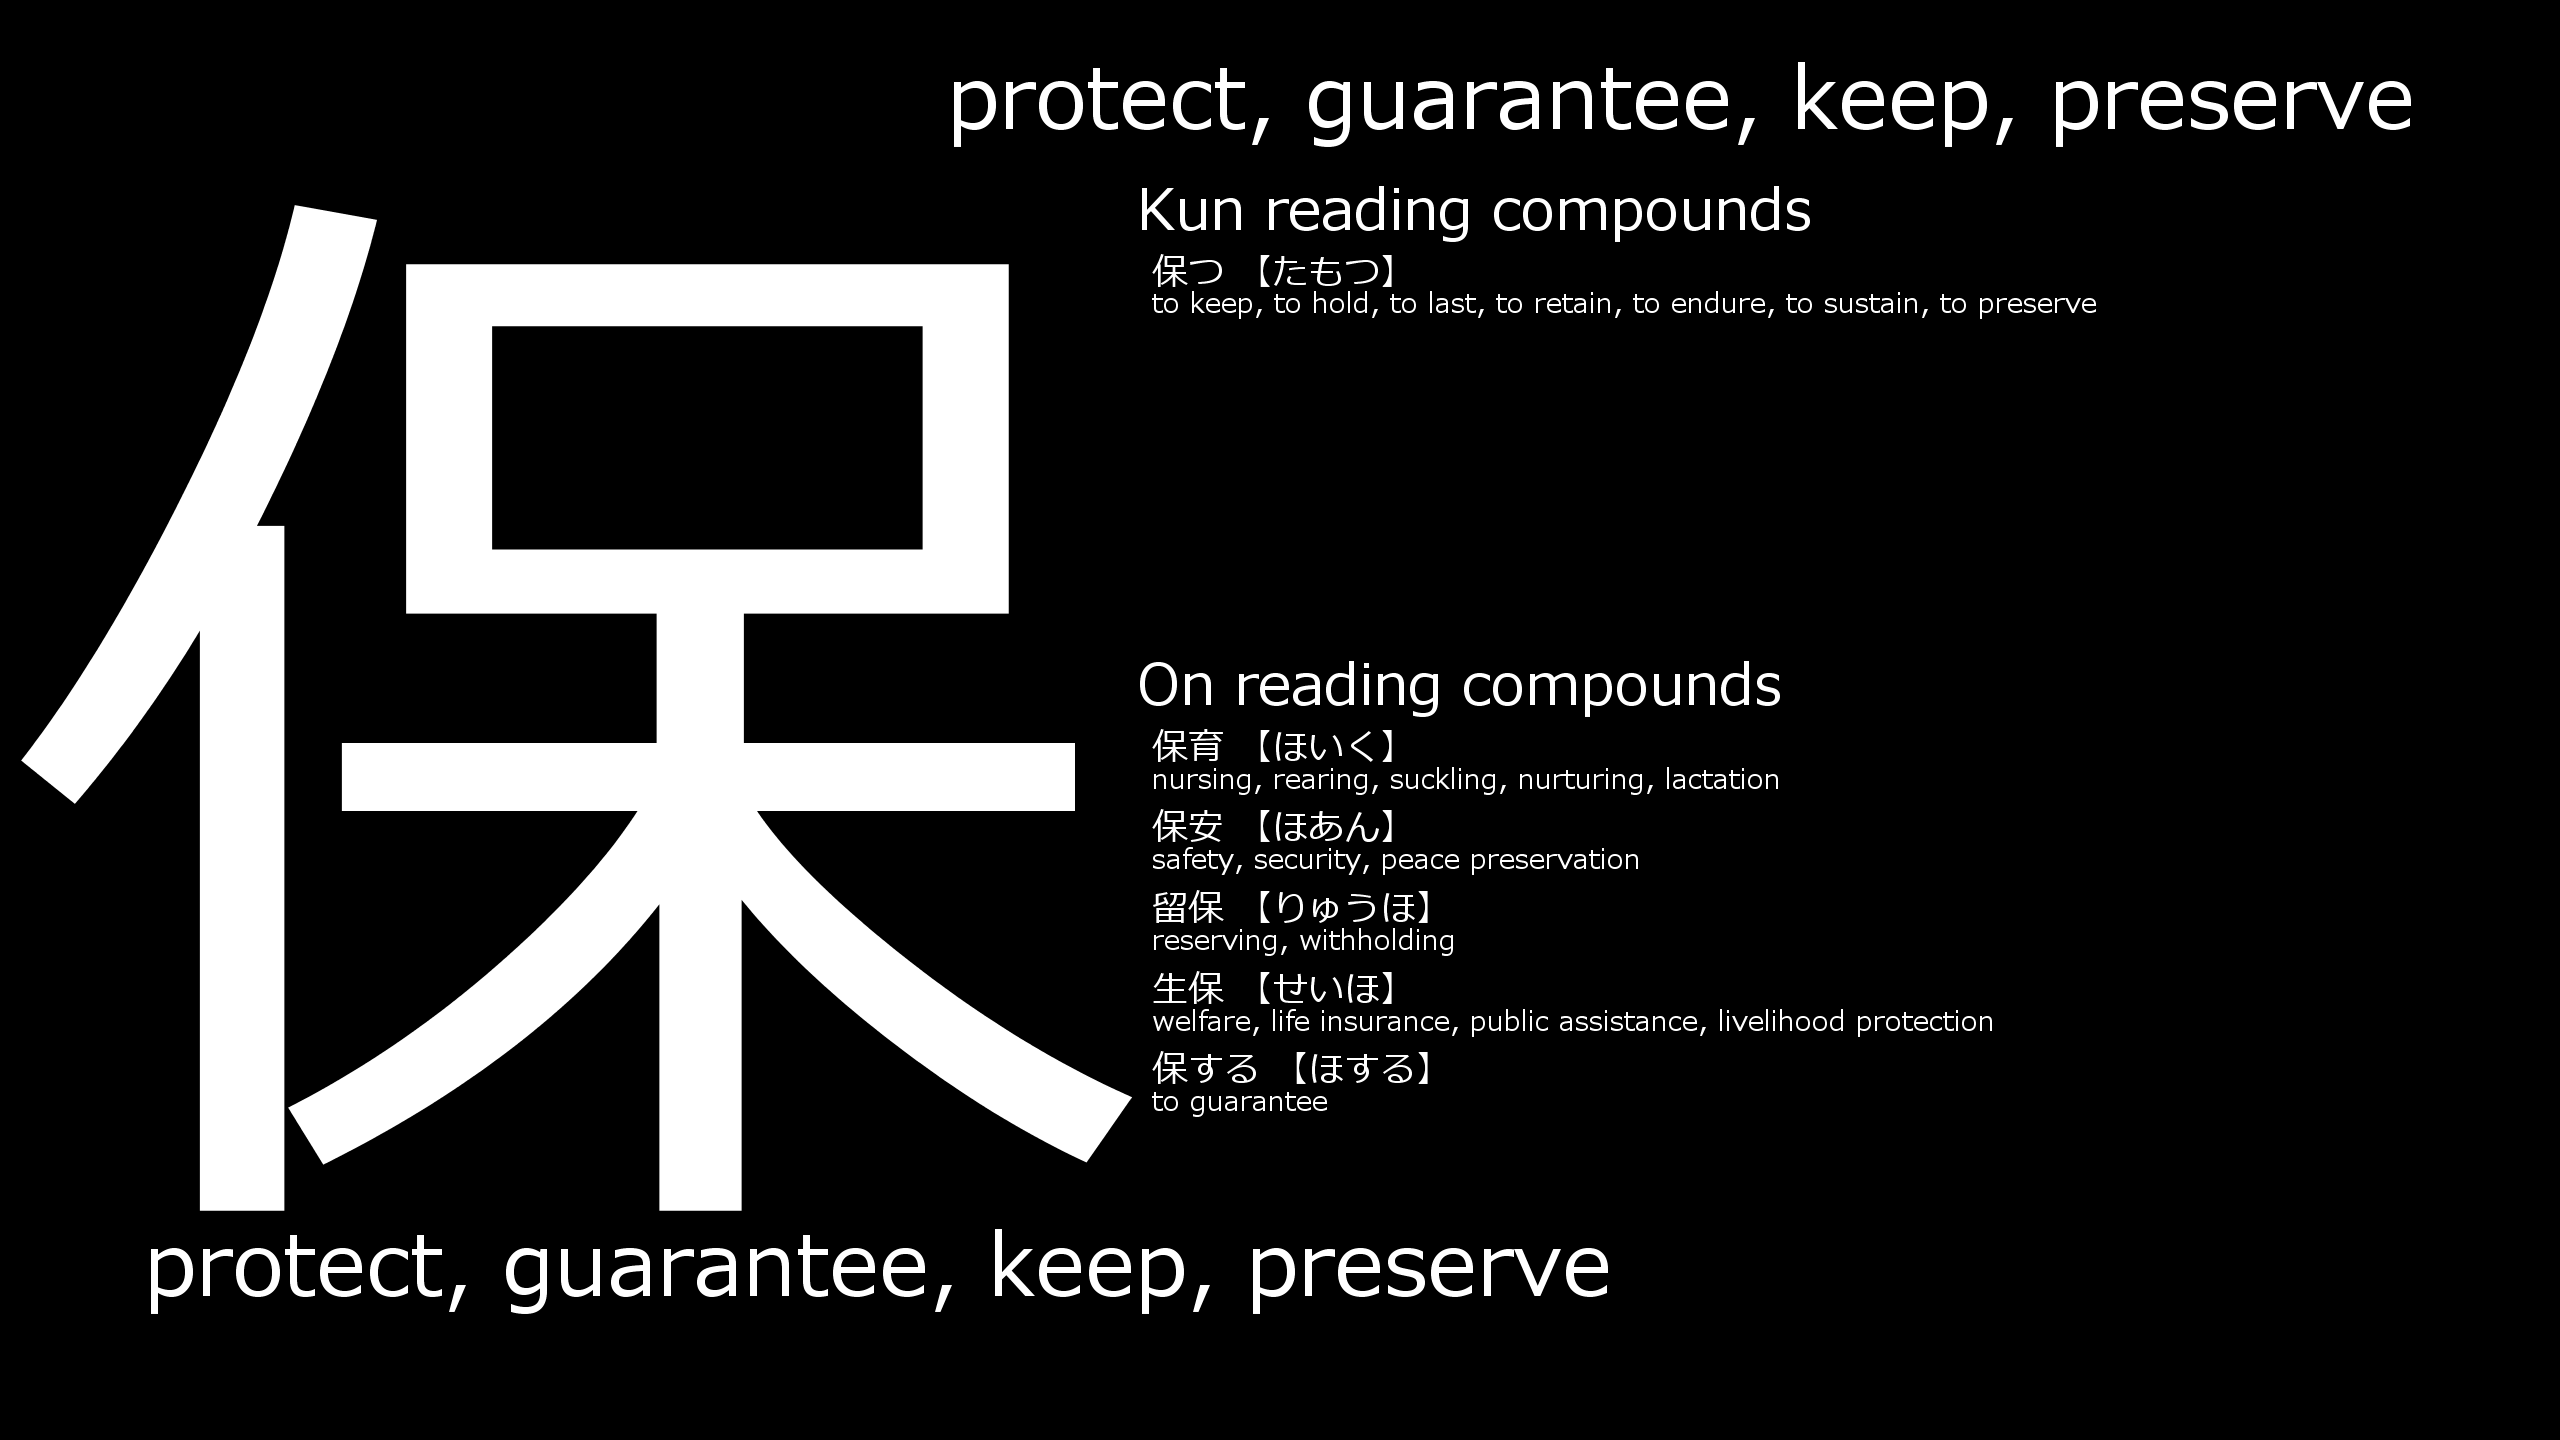 protect, guarantee, keep, preserve
保
Kun reading compounds
保つ 【たもつ】
to keep, to hold, to last, to retain, to endure, to sustain, to preserve
On reading compounds
保育 【ほいく】
nursing, rearing, suckling, nurturing, lactation
保安 【ほあん】
safety, security, peace preservation
留保 【りゅうほ】
reserving, withholding
生保 【せいほ】
welfare, life insurance, public assistance, livelihood protection
保する 【ほする】
to guarantee
protect, guarantee, keep, preserve